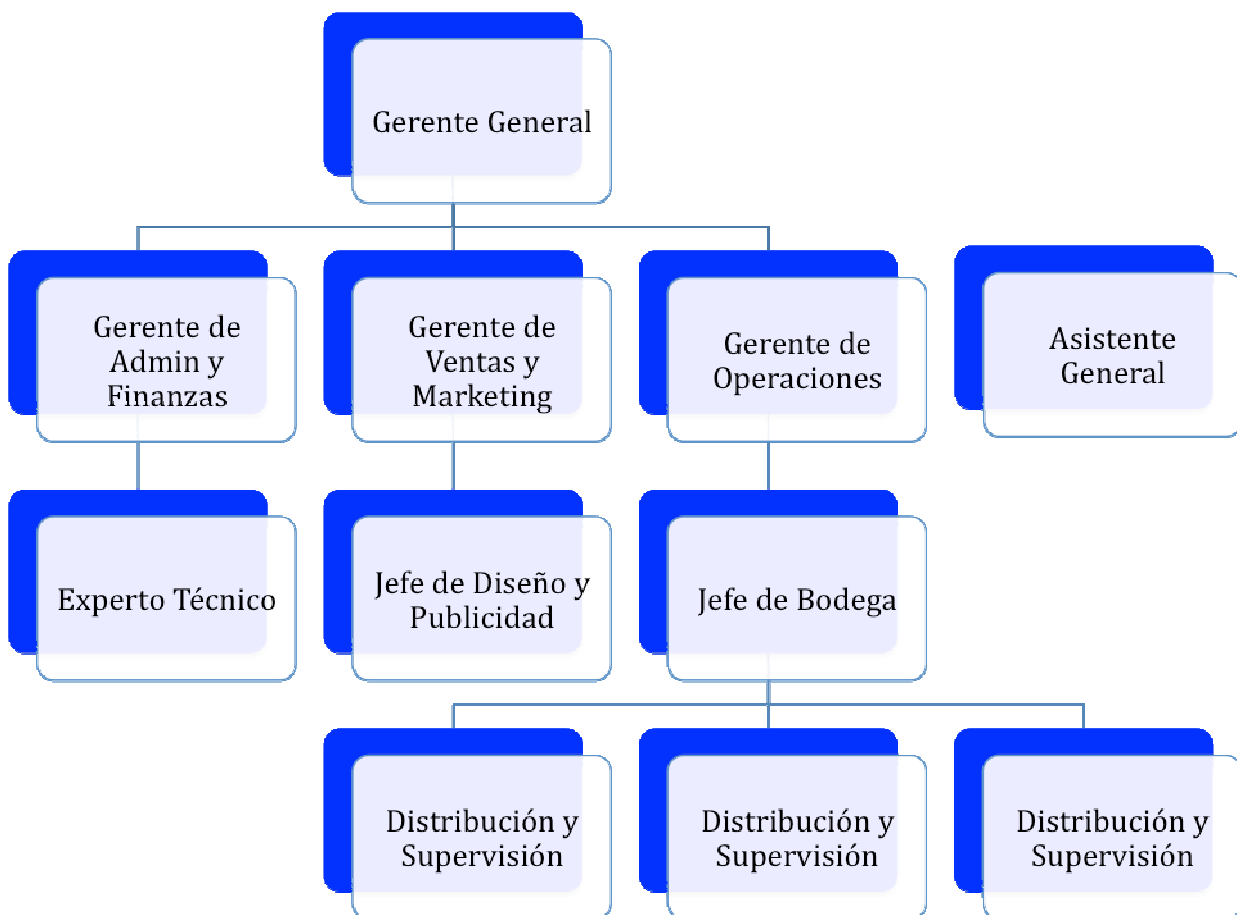 Gerente General
Gerente de
Admin y
Finanzas
Gerente de
Ventas y
Marketing
Gerente de
Operaciones
Asistente
General
Experto Técnico
Jefe de Diseño y
Publicidad
Jefe de Bodega
Distribución y
Supervisión
Distribución y
Supervisión
Distribución y
Supervisión